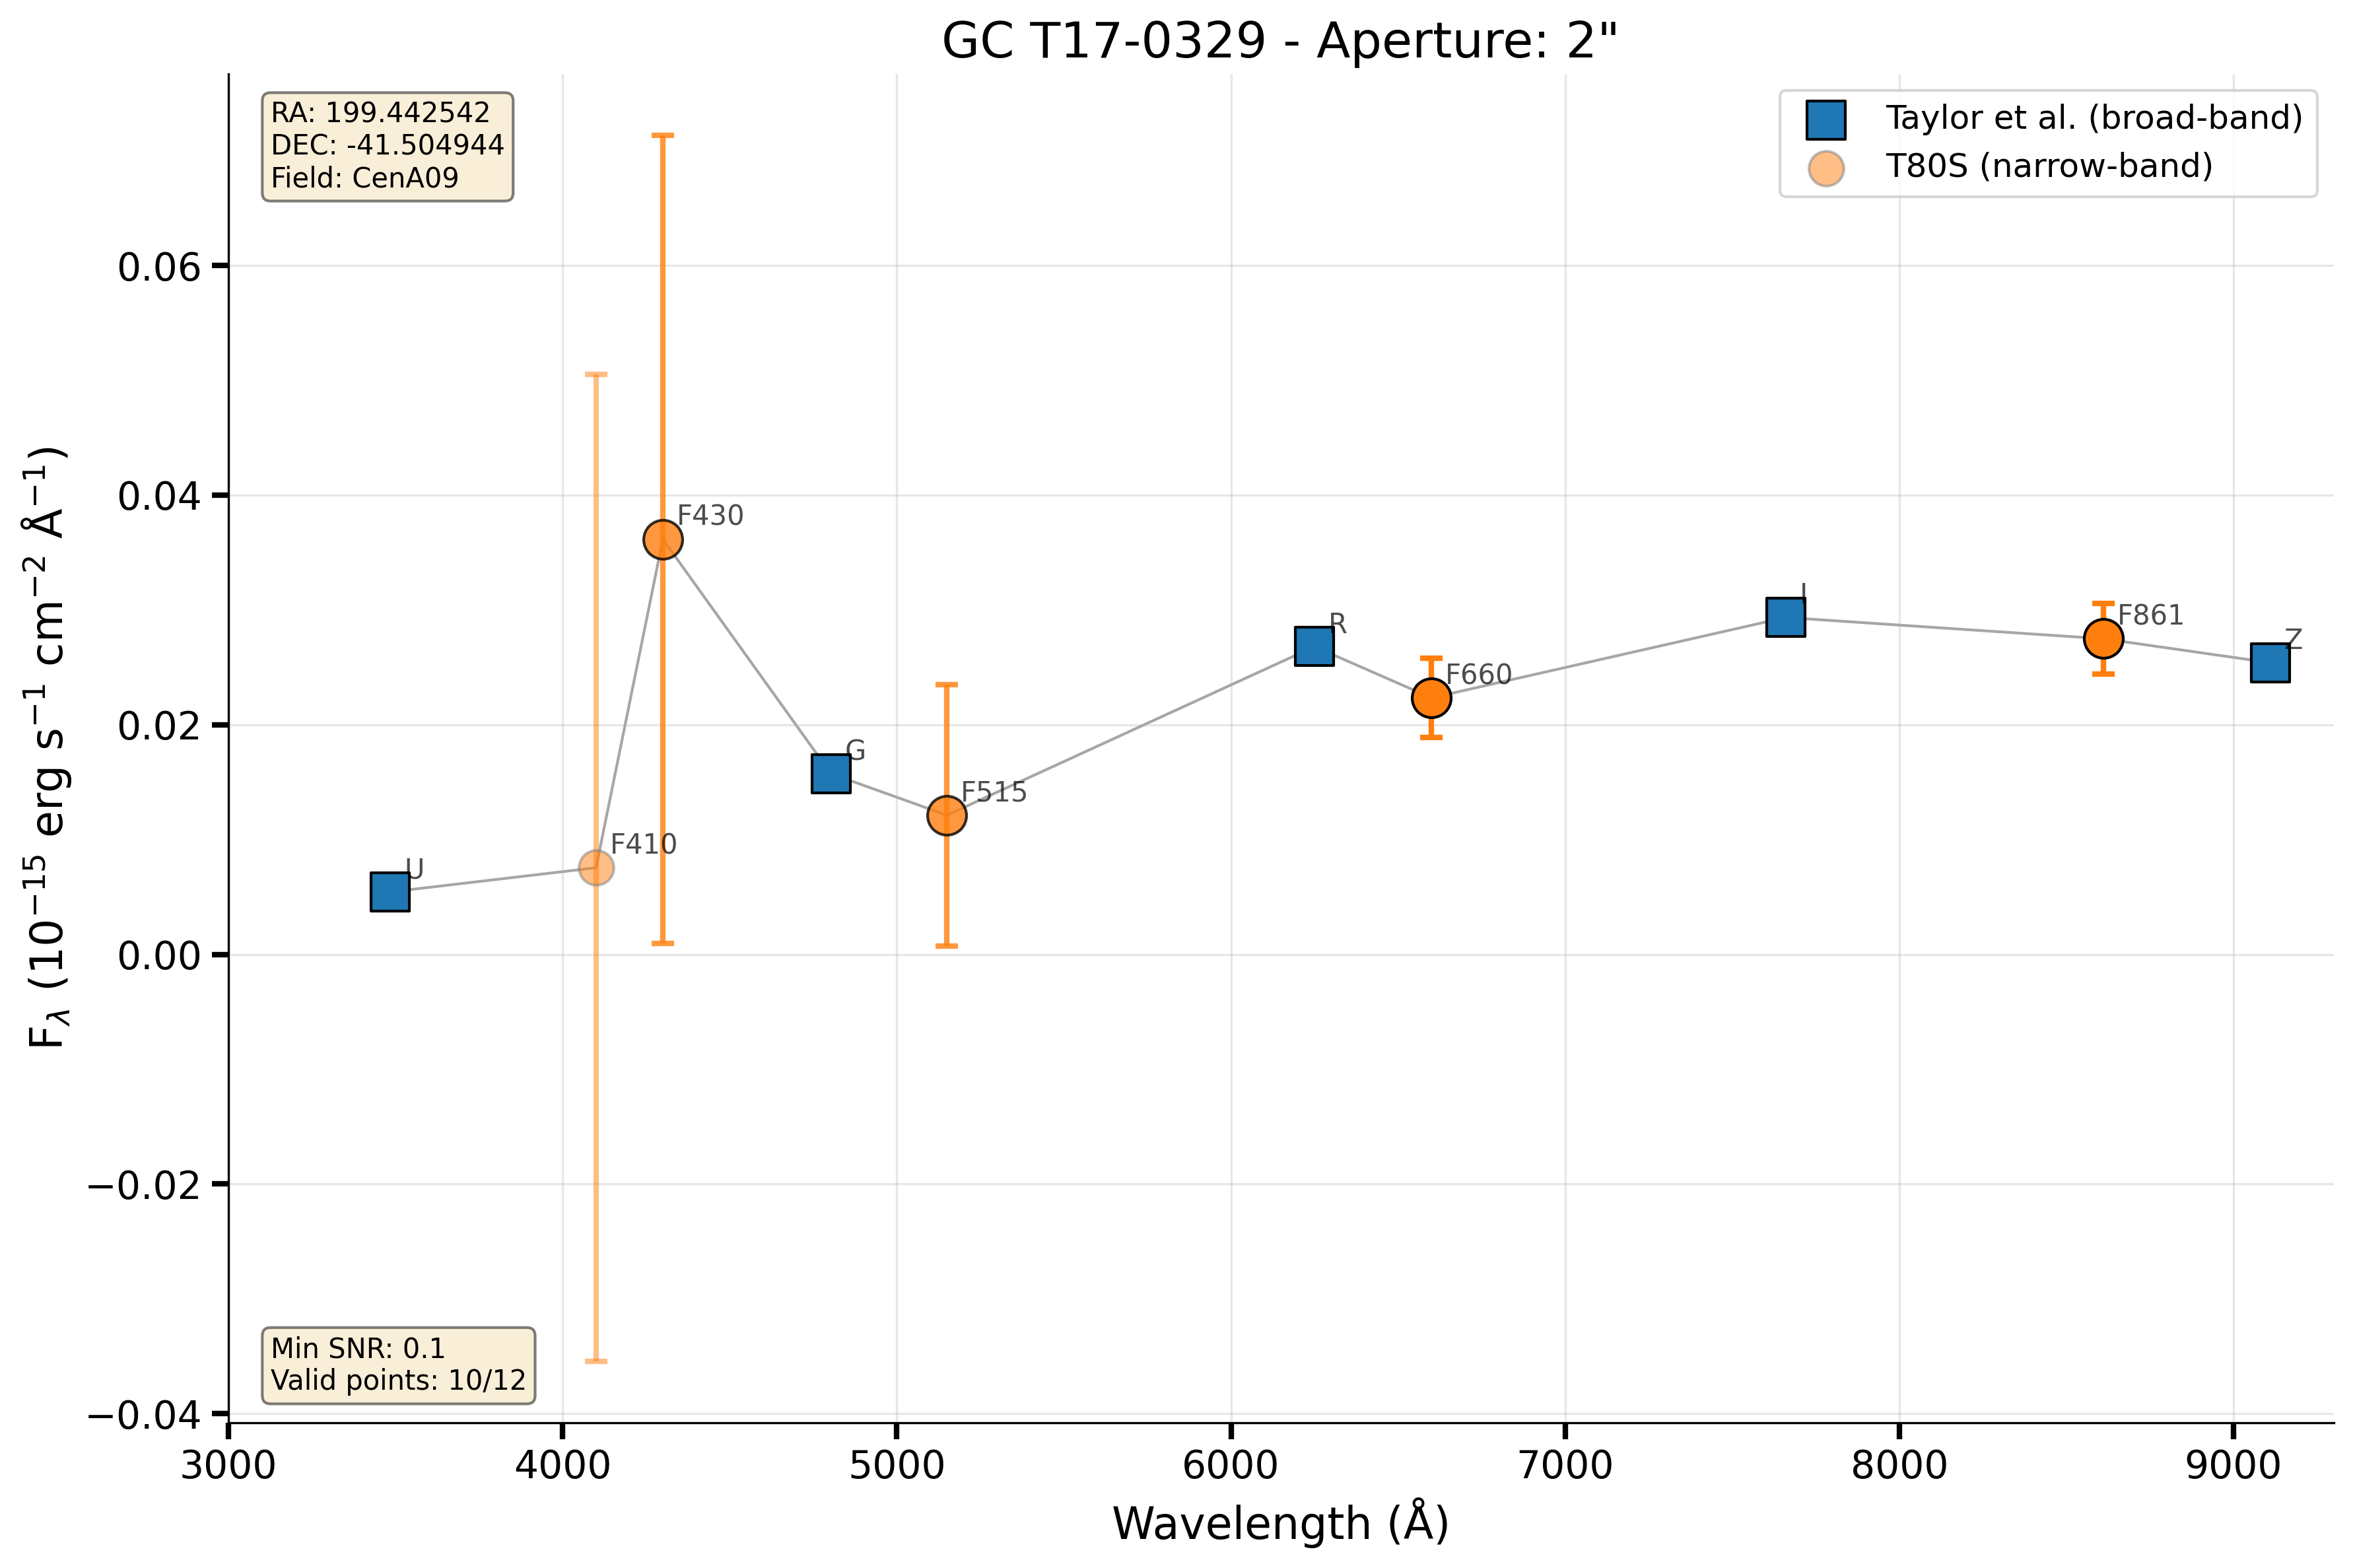 GC T17-0329 - Aperture: 2"
RA: 199.442542
DEC: -41.504944
Field: CenA09
Taylor et al. (broad-band)
T80S (narrow-band)
F$_{λ}$ (10$^{−15}$ erg s$^{−1}$ cm$^{−2}$ Å$^{−1}$)
0.06
0.04
0.02
0.00
−0.02
−0.04
U
F410
F430
G
F515
R
F660
I
F861
Z
Min SNR: 0.1
Valid points: 10/12
3000 4000 5000 6000 7000 8000 9000
Wavelength (Å)